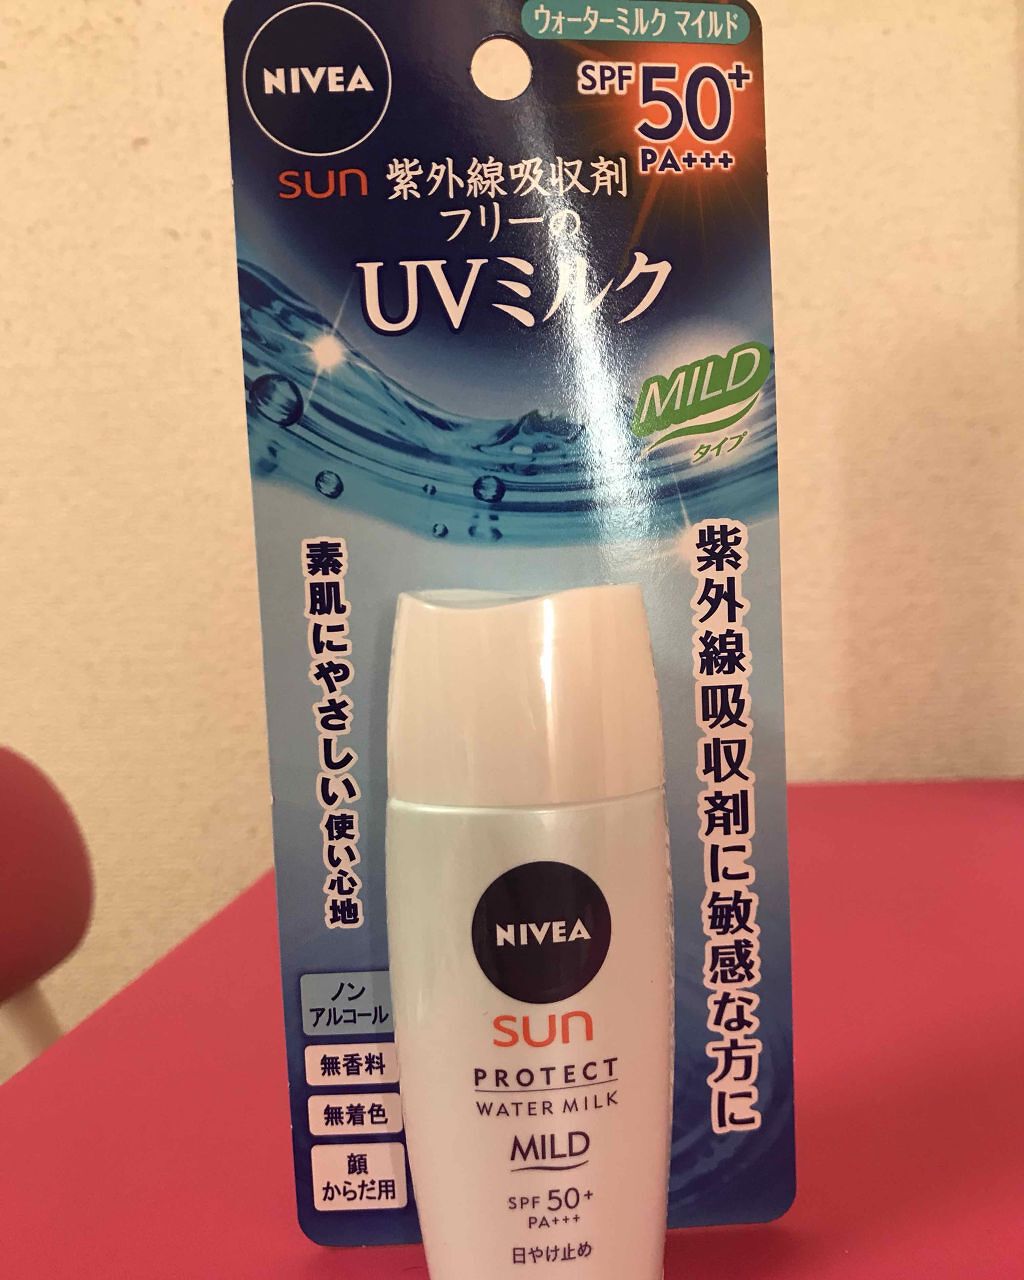 ウォーターミルク マイルド
NIVEA
SPF50+
PA+++
sun 紫外線吸収剤
フリーの
UVミルク
MILD
タイプ
紫外線吸収剤に敏感な方に
素肌にやさしい使い心地
ノン
アルコール
無香料
無着色
顔
からだ用
NIVEA
sun
PROTECT
WATER MILK
MILD
SPF 50+
PA+++
日やけ止め